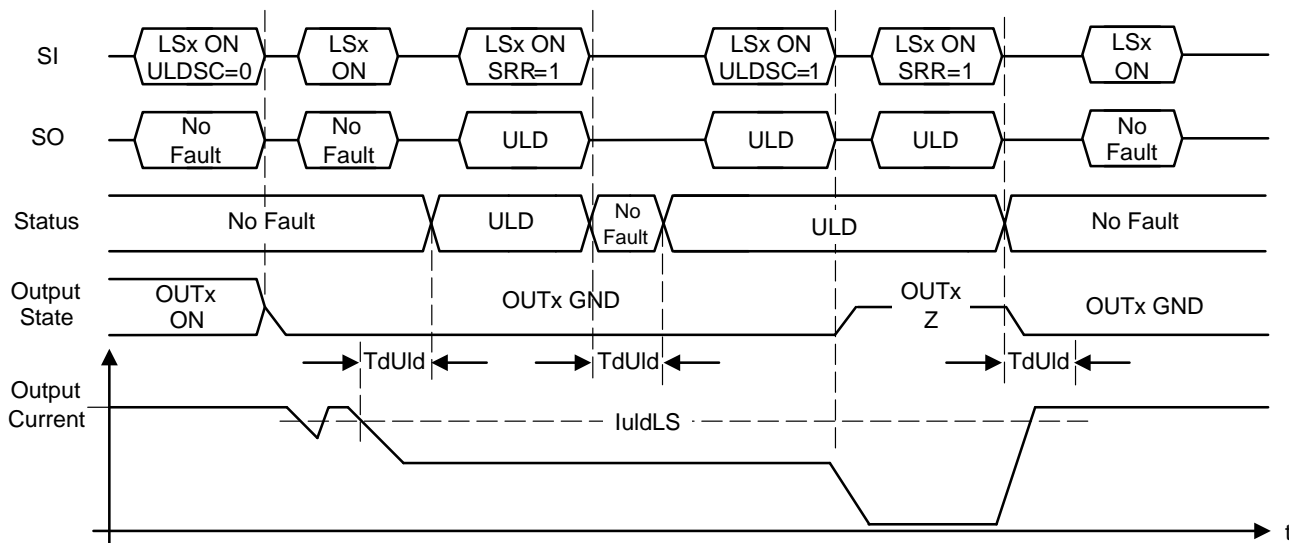 SI
LSx ON
ULDSC=0
LSx
ON
LSx ON
SRR=1
LSx ON
ULDSC=1
LSx ON
SRR=1
LSx
ON
SO
No
Fault
No
Fault
ULD
ULD
ULD
No
Fault
Status
No Fault
ULD
No
Fault
ULD
No Fault
Output
State
OUTx
ON
OUTx GND
OUTx
Z
OUTx GND
TdUld
TdUld
TdUld
Output
Current
IuldLS
t